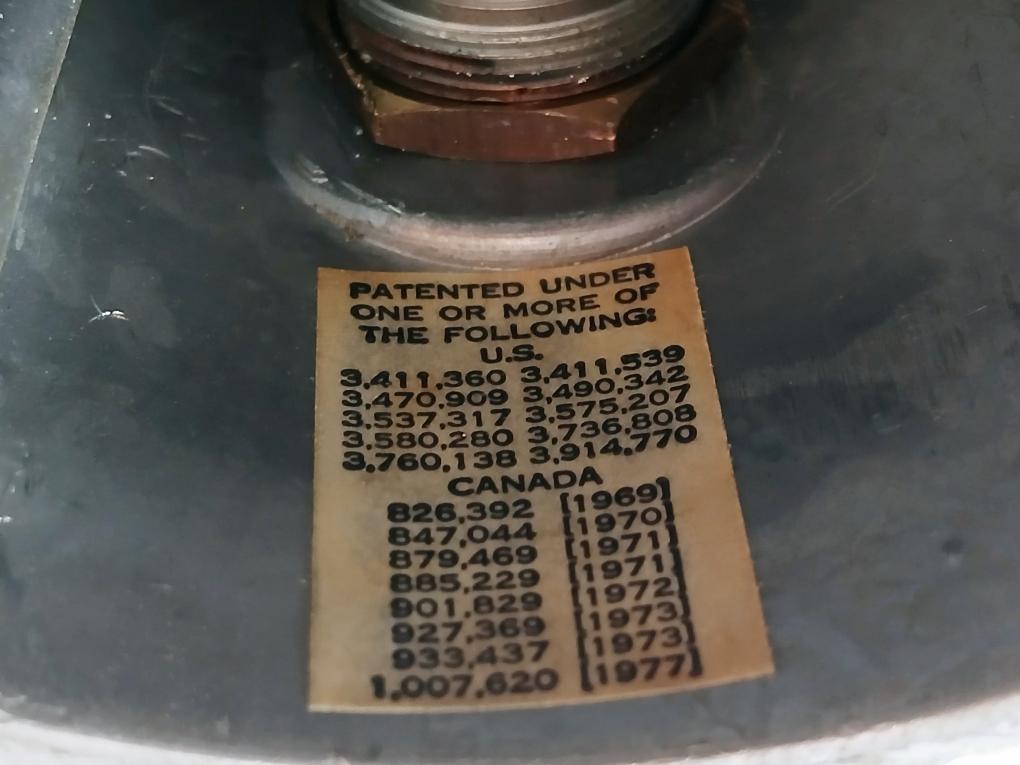 PATENTED UNDER
ONE OR MORE OF
THE FOLLOWING:
U.S.
3,411,360 3,411,539
3,470,909 3,490,342
3,537,317 3,575,207
3,580,280 3,736,808
3,760,138 3,914,770
CANADA
826,392 [1969]
847,044 [1970]
879,469 [1971]
885,229 [1971]
901,829 [1972]
927,369 [1973]
933,437 [1973]
1,007,620 [1977]